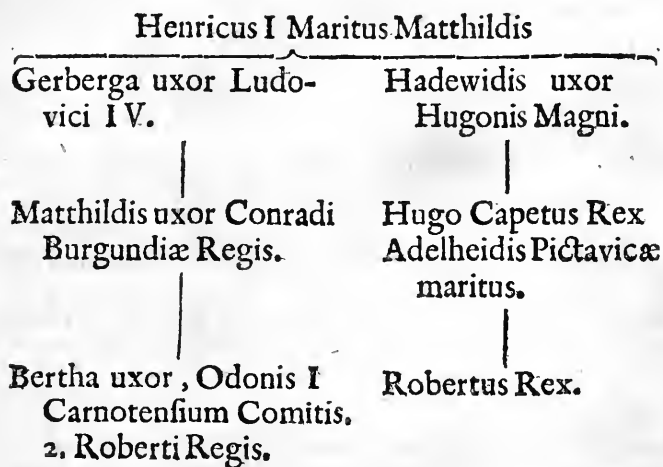 Henricus I Maritus Matthildis
Gerberga uxor Ludo-
vici IV.
Matthildis uxor Conradi
Burgundiæ Regis.
Bertha uxor, Odonis I
Carnotenſium Comitis.
2. Roberti Regis.
Hadewidis uxor
Hugonis Magni.
Hugo Capetus Rex
Adelheidis Pictavicæ
maritus.
Robertus Rex.